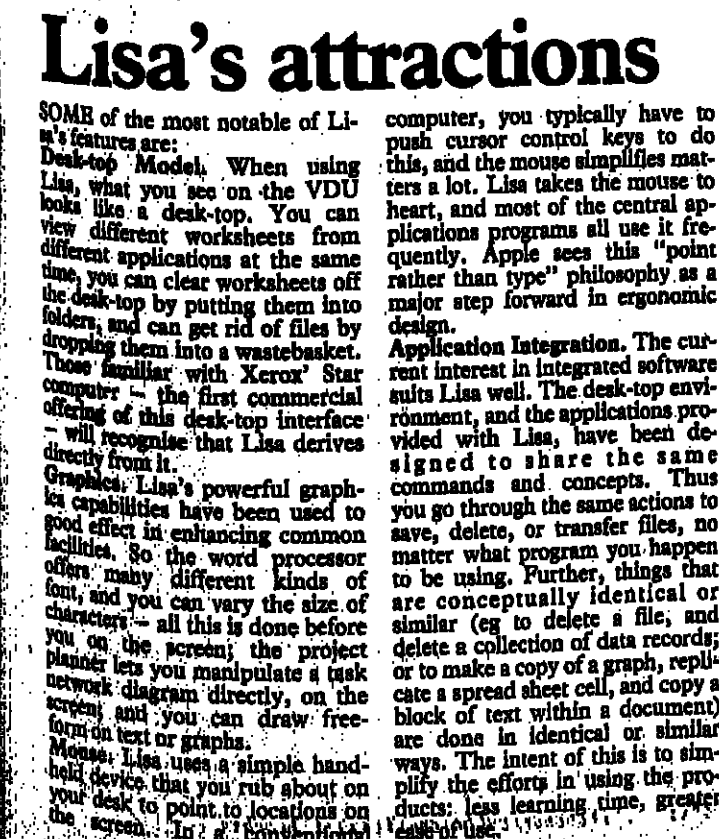 Lisa's attractions
SOME of the most notable of Li-
sa's features are:
Desk-top Model. When using
Lisa, what you see on the VDU
looks like a desk-top. You can
view different worksheets from
different applications at the same
time, you can clear worksheets off
the desk-top by putting them into
folders, and can get rid of files by
dropping them into a wastebasket.
Those familiar with Xerox' Star
computer — the first commercial
offering of this desk-top interface
— will recognise that Lisa derives
directly from it.
Graphics. Lisa's powerful graph-
ics capabilities have been used to
good effect in enhancing common
facilities. So the word processor
offers many different kinds of
font, and you can vary the size of
characters — all this is done before
you on the screen; the project
planner lets you manipulate a task
network diagram directly, on the
screen; and you can draw free-
form on text or graphs.
Mouse. Lisa uses a simple hand-
held device that you rub about on
your desk to point to locations on
the screen. In a conventional
computer, you typically have to
push cursor control keys to do
this, and the mouse simplifies mat-
ters a lot. Lisa takes the mouse to
heart, and most of the central ap-
plications programs all use it fre-
quently. Apple sees this "point
rather than type" philosophy as a
major step forward in ergonomic
design.
Application Integration. The cur-
rent interest in integrated software
suits Lisa well. The desk-top envi-
ronment, and the applications pro-
vided with Lisa, have been de-
signed to share the same
commands and concepts. Thus
you go through the same actions to
save, delete, or transfer files, no
matter what program you happen
to be using. Further, things that
are conceptually identical or
similar (eg to delete a file, and
delete a collection of data records;
or to make a copy of a graph, repli-
cate a spread sheet cell, and copy a
block of text within a document)
are done in identical or similar
ways. The intent of this is to sim-
plify the efforts in using the pro-
ducts: less learning time, greater
ease of use.